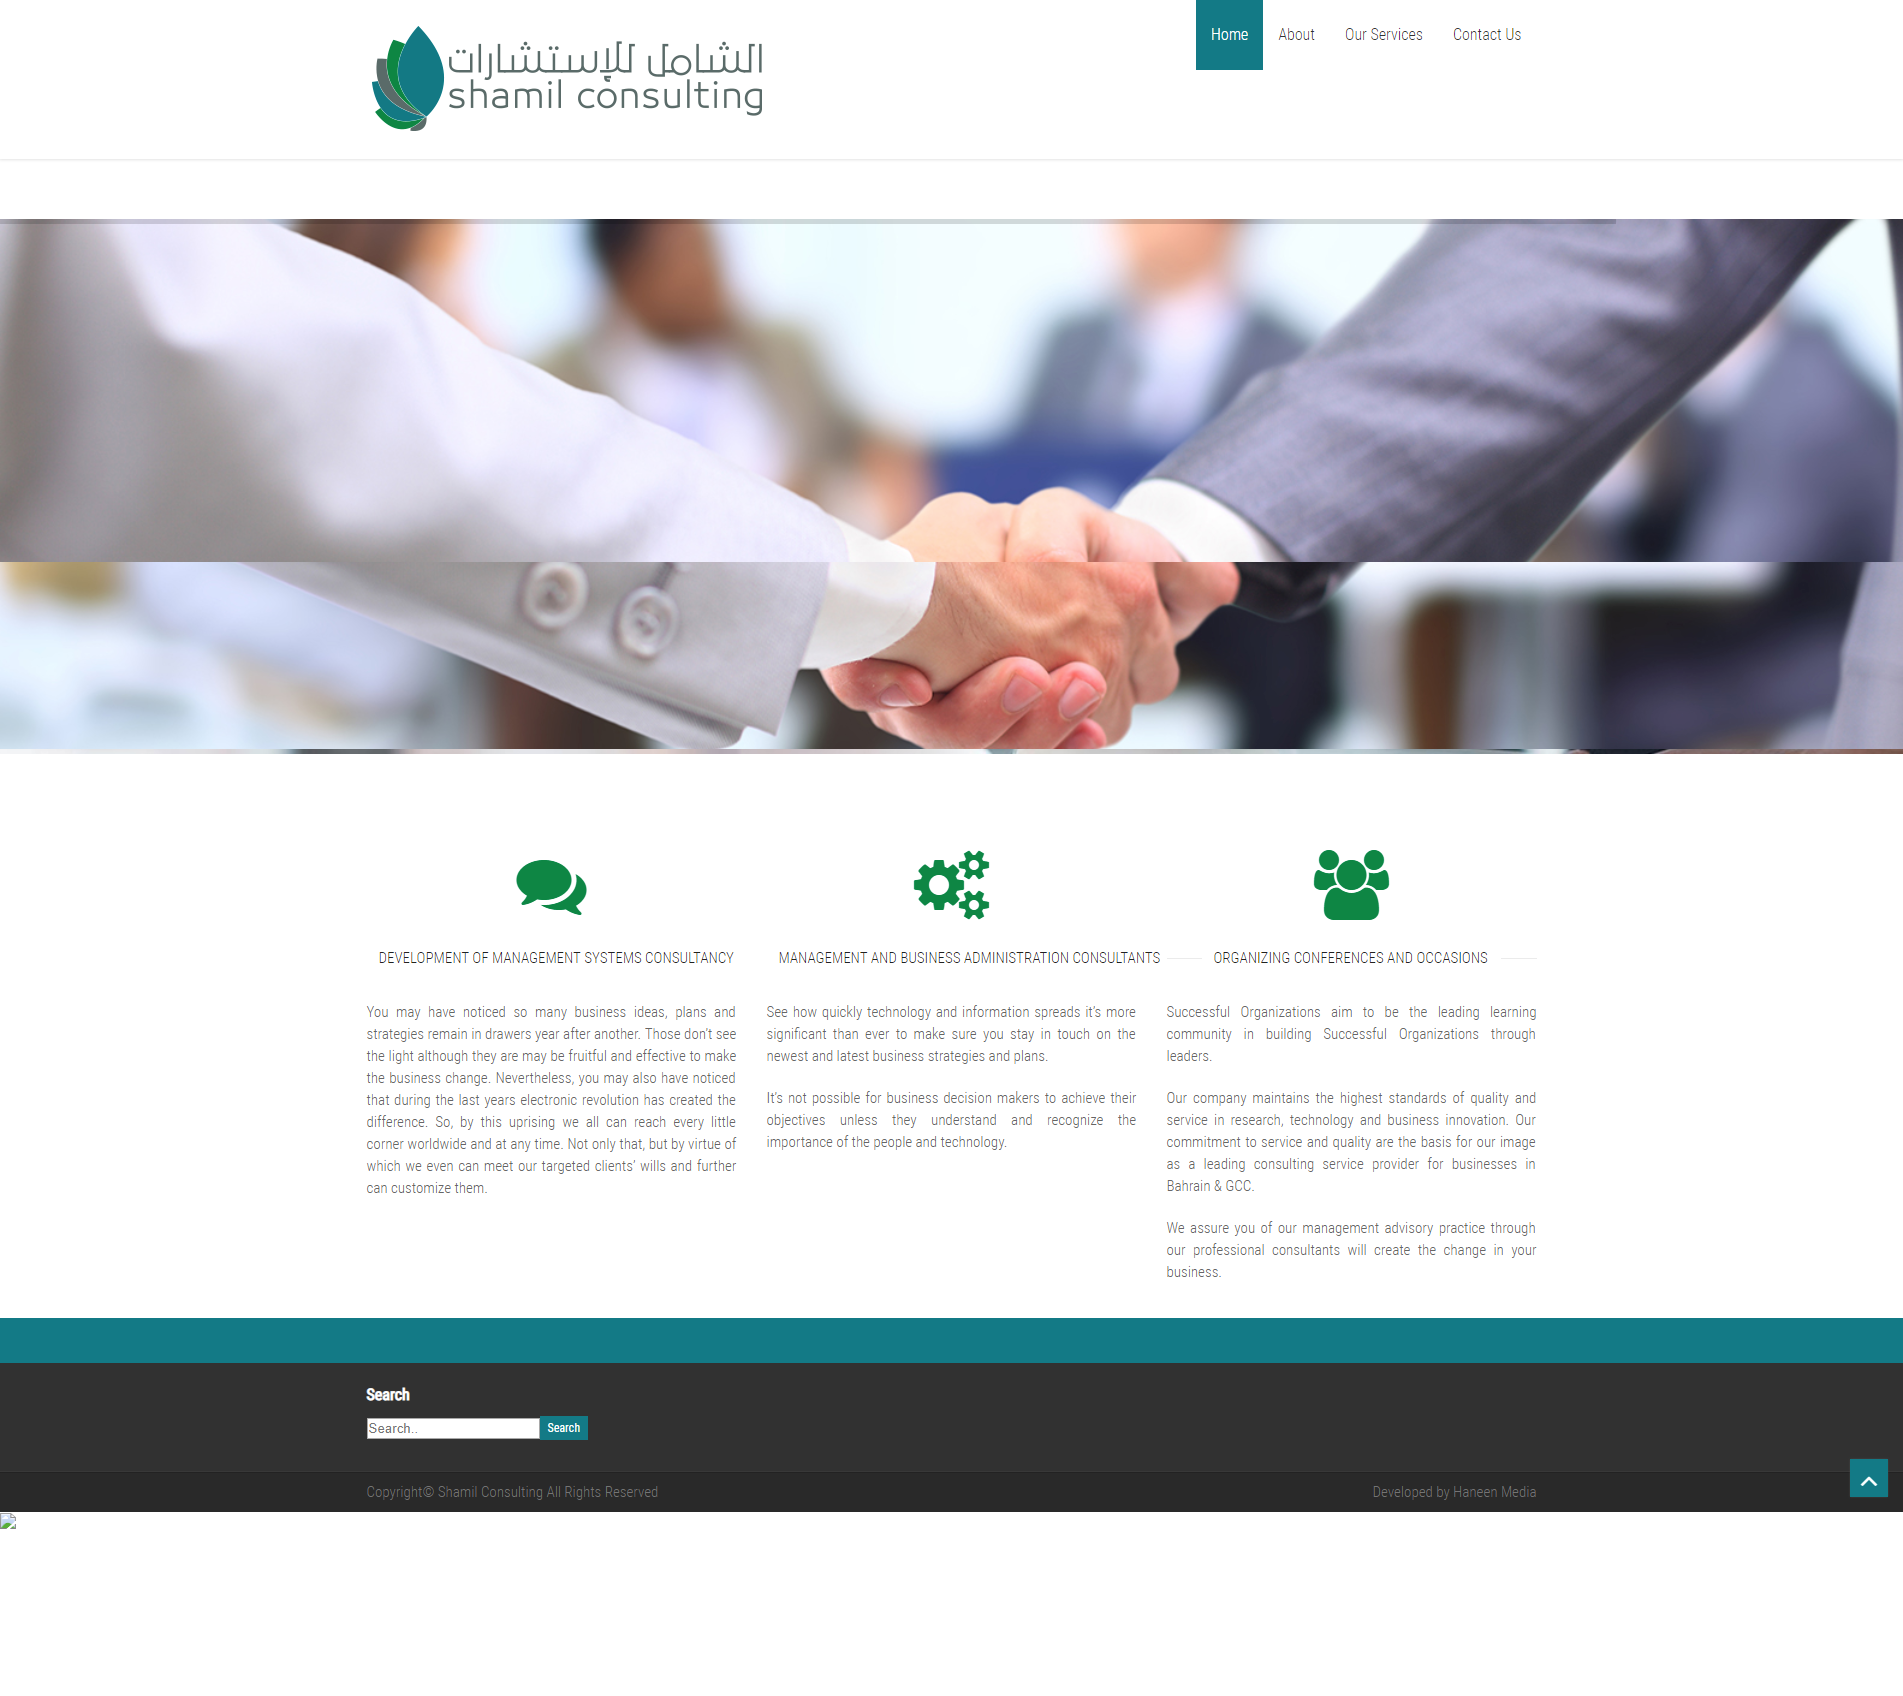 الشامل للإستشارات
shamil consulting
Home About Our Services Contact Us
DEVELOPMENT OF MANAGEMENT SYSTEMS CONSULTANCY
You may have noticed so many business ideas, plans and
strategies remain in drawers year after another. Those don't see
the light although they are may be fruitful and effective to make
the business change. Nevertheless, you may also have noticed
that during the last years electronic revolution has created the
difference. So, by this uprising we all can reach every little
corner worldwide and at any time. Not only that, but by virtue of
which we even can meet our targeted clients' wills and further
can customize them.
MANAGEMENT AND BUSINESS ADMINISTRATION CONSULTANTS
See how quickly technology and information spreads it's more
significant than ever to make sure you stay in touch on the
newest and latest business strategies and plans.
It's not possible for business decision makers to achieve their
objectives unless they understand and recognize the
importance of the people and technology.
ORGANIZING CONFERENCES AND OCCASIONS
Successful Organizations aim to be the leading learning
community in building Successful Organizations through
leaders.
Our company maintains the highest standards of quality and
service in research, technology and business innovation. Our
commitment to service and quality are the basis for our image
as a leading consulting service provider for businesses in
Bahrain & GCC.
We assure you of our management advisory practice through
our professional consultants will create the change in your
business.
Search
Search.. Search
Copyright© Shamil Consulting All Rights Reserved
Developed by Haneen Media